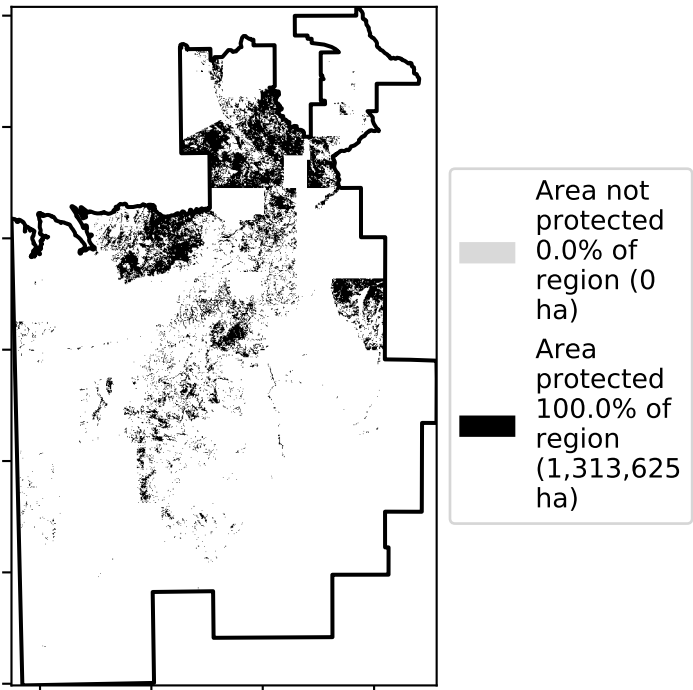 Area not
protected
0.0% of
region (0
ha)
Area
protected
100.0% of
region
(1,313,625
ha)